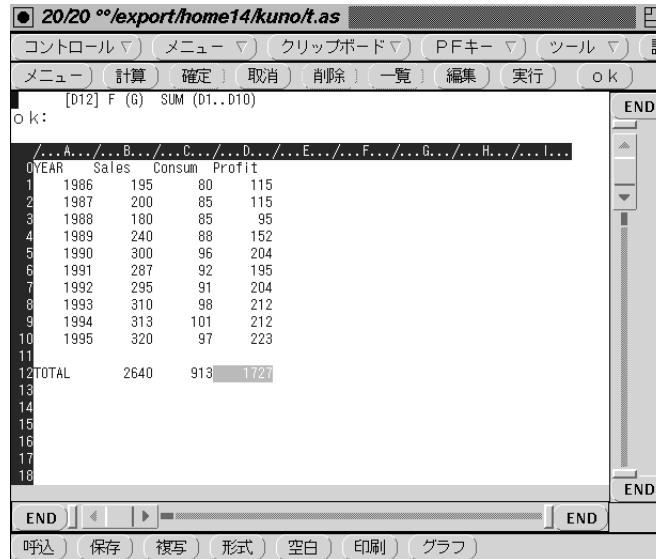 20/20 °°/export/home14/kuno/t.as
コントロール ▽ メニュー ▽ クリップボード ▽ PFキー ▽ ツール ▽
メニュー 計算 確定 取消 削除 一覧 編集 実行 ok
[D12] F (G) SUM (D1..D10)
ok:
END
/...A.../...B.../...C.../...D.../...E.../...F.../...G.../...H.../...I...
0YEAR Sales Consum Profit
1 1986 195 80 115
2 1987 200 85 115
3 1988 180 85 95
4 1989 240 88 152
5 1990 300 96 204
6 1991 287 92 195
7 1992 295 91 204
8 1993 310 98 212
9 1994 313 101 212
10 1995 320 97 223
11
12TOTAL 2640 913 1727
13
14
15
16
17
18
END
END END
呼込 保存 複写 形式 空白 印刷 グラフ